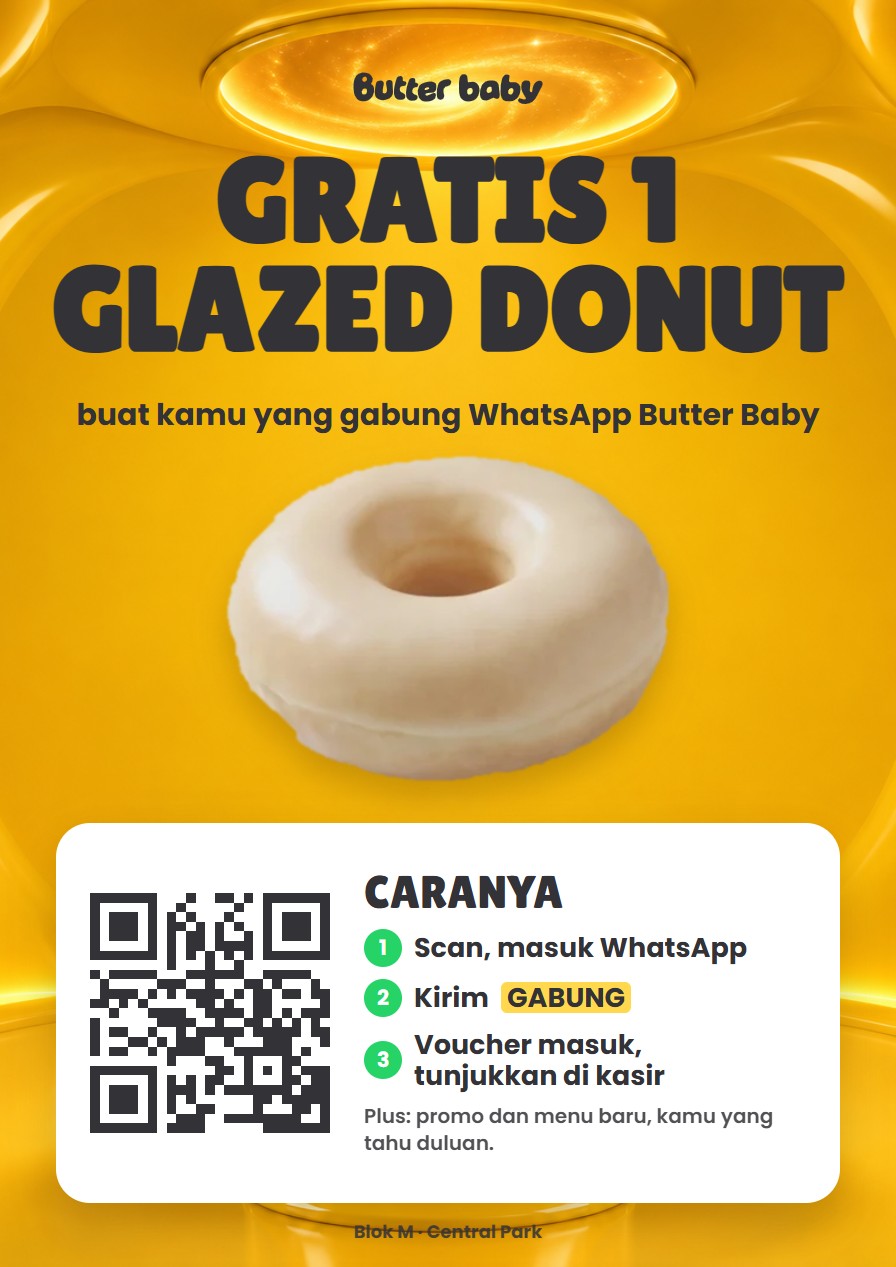 Butter baby
GRATIS 1
GLAZED DONUT
buat kamu yang gabung WhatsApp Butter Baby
CARANYA
1 Scan, masuk WhatsApp
2 Kirim GABUNG
3 Voucher masuk,
tunjukkan di kasir
Plus: promo dan menu baru, kamu yang
tahu duluan.
Blok M · Central Park